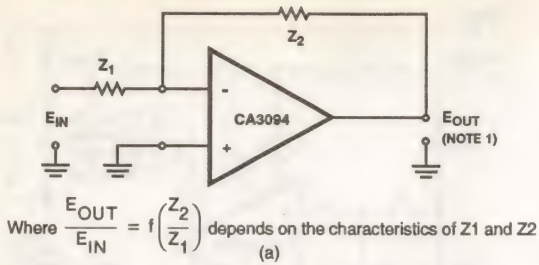 Z2
Z1
-
CA3094
+
EIN
EOUT
(NOTE 1)
Where EOUT/EIN = f(Z2/Z1) depends on the characteristics of Z1 and Z2
(a)